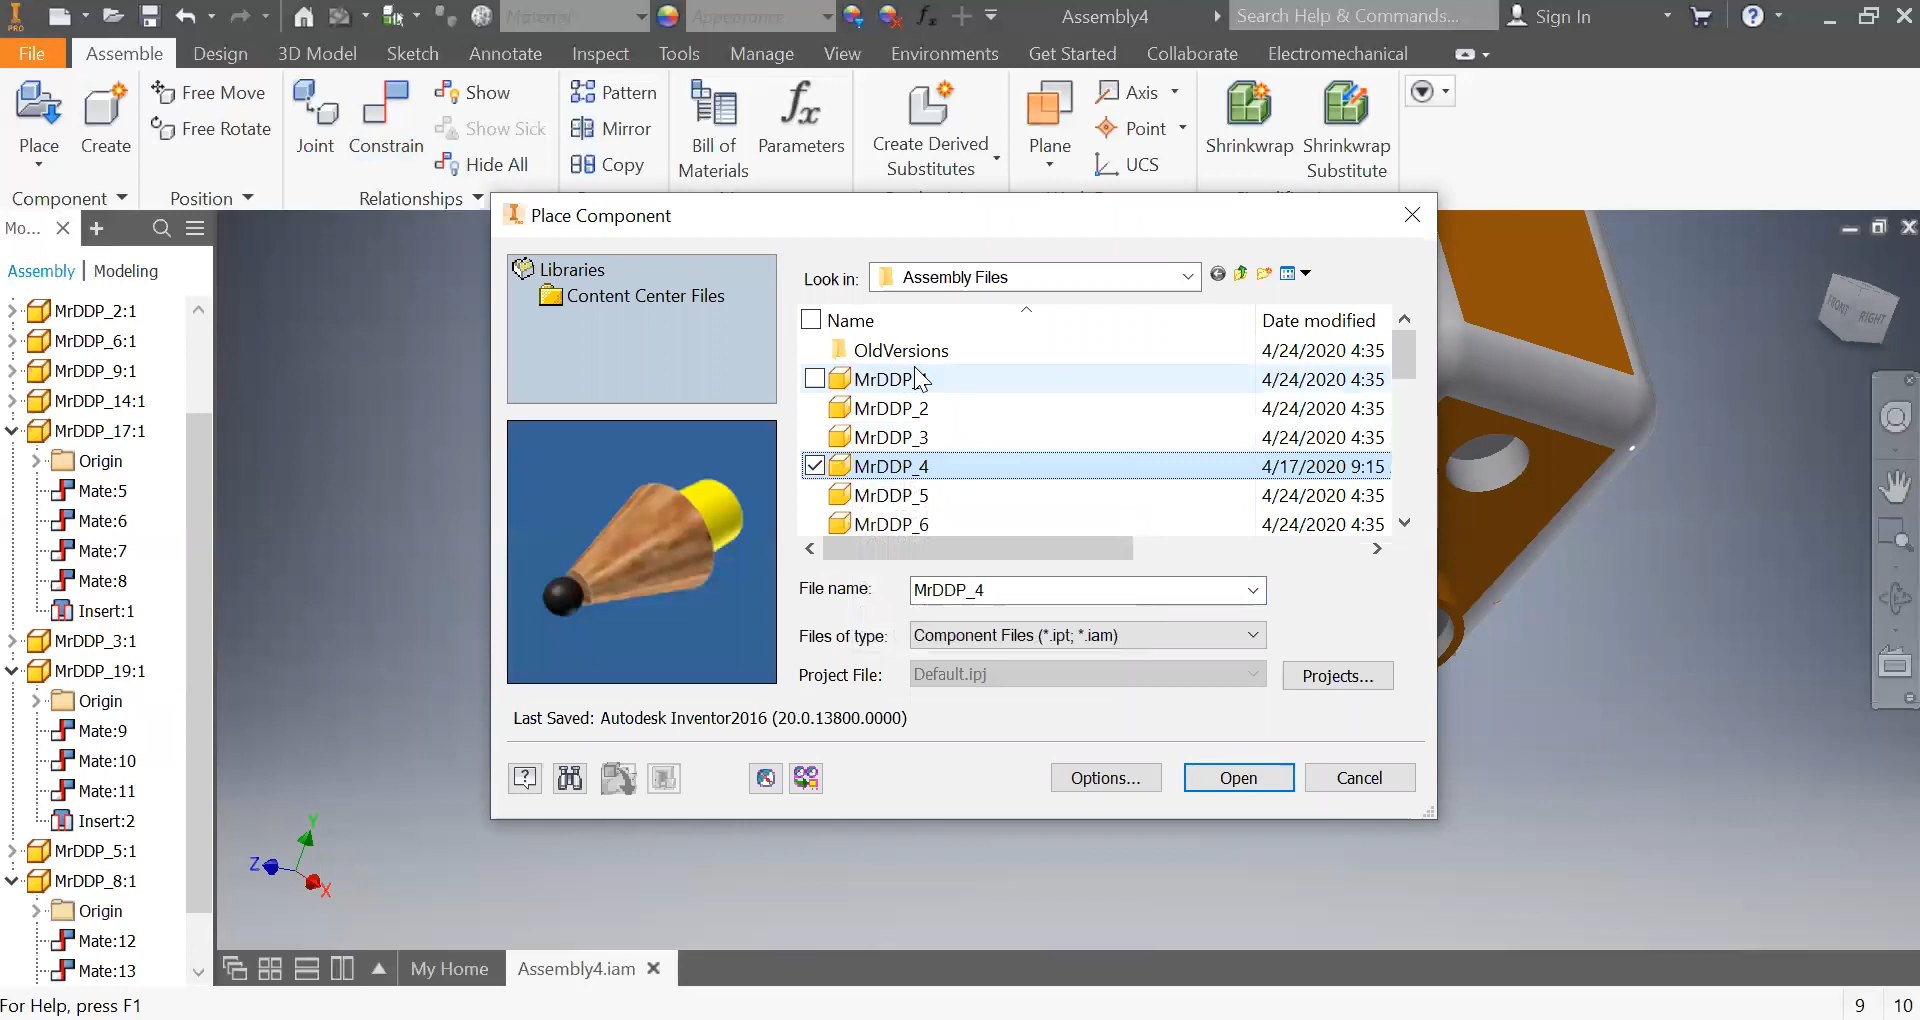 PRO
Material
Appearance
fx
Assembly4
Search Help & Commands...
Sign In
File
Assemble
Design
3D Model
Sketch
Annotate
Inspect
Tools
Manage
View
Environments
Get Started
Collaborate
Electromechanical
Place
Create
Free Move
Free Rotate
Joint
Constrain
Show
Show Sick
Hide All
Pattern
Mirror
Copy
Bill of
Materials
fx
Parameters
Create Derived
Substitutes
Plane
Axis
Point
UCS
Shrinkwrap
Shrinkwrap
Substitute
Component
Position
Relationships
Mo...
Assembly | Modeling
MrDDP_2:1
MrDDP_6:1
MrDDP_9:1
MrDDP_14:1
MrDDP_17:1
Origin
Mate:5
Mate:6
Mate:7
Mate:8
Insert:1
MrDDP_3:1
MrDDP_19:1
Origin
Mate:9
Mate:10
Mate:11
Insert:2
MrDDP_5:1
MrDDP_8:1
Origin
Mate:12
Mate:13
Place Component
Libraries
Content Center Files
Look in:
Assembly Files
Name
Date modified
OldVersions
4/24/2020 4:35
4/24/2020 4:35
MrDDP_2
4/24/2020 4:35
MrDDP_3
4/24/2020 4:35
MrDDP_4
4/17/2020 9:15
MrDDP_5
4/24/2020 4:35
MrDDP_6
4/24/2020 4:35
File name:
MrDDP_4
Files of type:
Component Files (*.ipt; *.iam)
Project File:
Default.ipj
Projects...
Last Saved: Autodesk Inventor2016 (20.0.13800.0000)
Options...
Open
Cancel
FRONT
RIGHT
Y
Z
X
My Home
Assembly4.iam
For Help, press F1
9
10